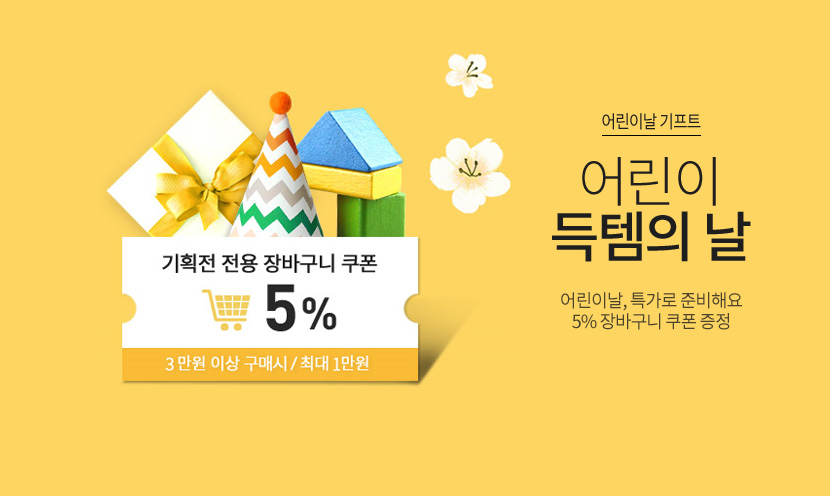 어린이날 기프트
어린이
득템의 날
어린이날, 특가로 준비해요
5% 장바구니 쿠폰 증정
기획전 전용 장바구니 쿠폰
5%
3만원 이상 구매시 / 최대 1만원